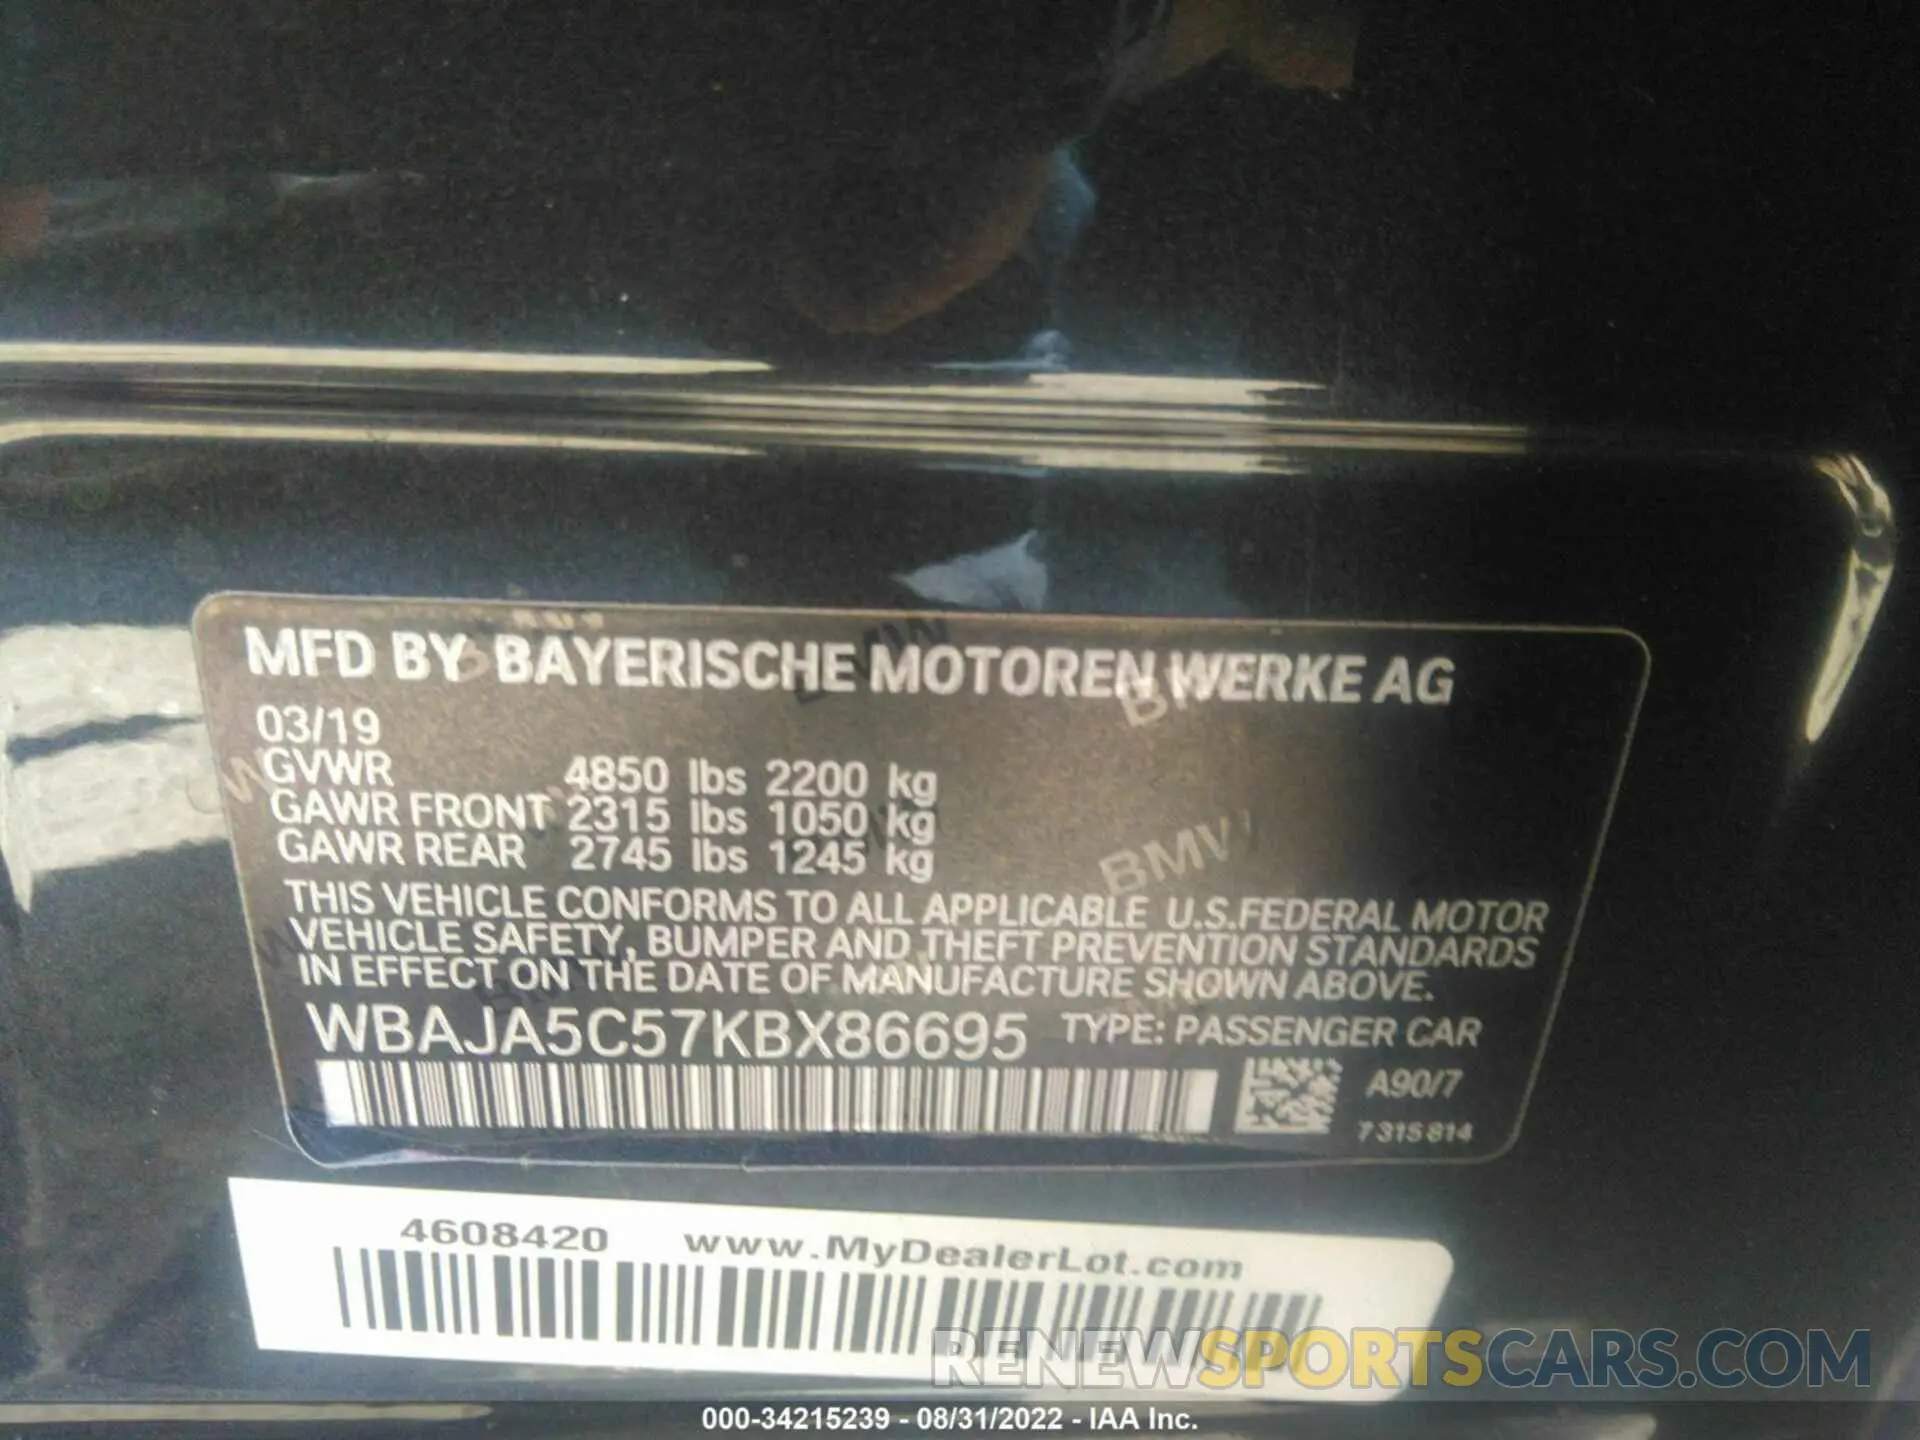 MFD BY BAYERISCHE MOTOREN WERKE AG
03/19
GVWR 4850 lbs 2200 kg
GAWR FRONT 2315 lbs 1050 kg
GAWR REAR 2745 lbs 1245 kg
THIS VEHICLE CONFORMS TO ALL APPLICABLE U.S.FEDERAL MOTOR
VEHICLE SAFETY, BUMPER AND THEFT PREVENTION STANDARDS
IN EFFECT ON THE DATE OF MANUFACTURE SHOWN ABOVE.
WBAJA5C57KBX86695 TYPE: PASSENGER CAR
A90/7
7315814
4608420 www.MyDealerLot.com
RENEWSPORTSCARS.COM
000-34215239 - 08/31/2022 - IAA Inc.